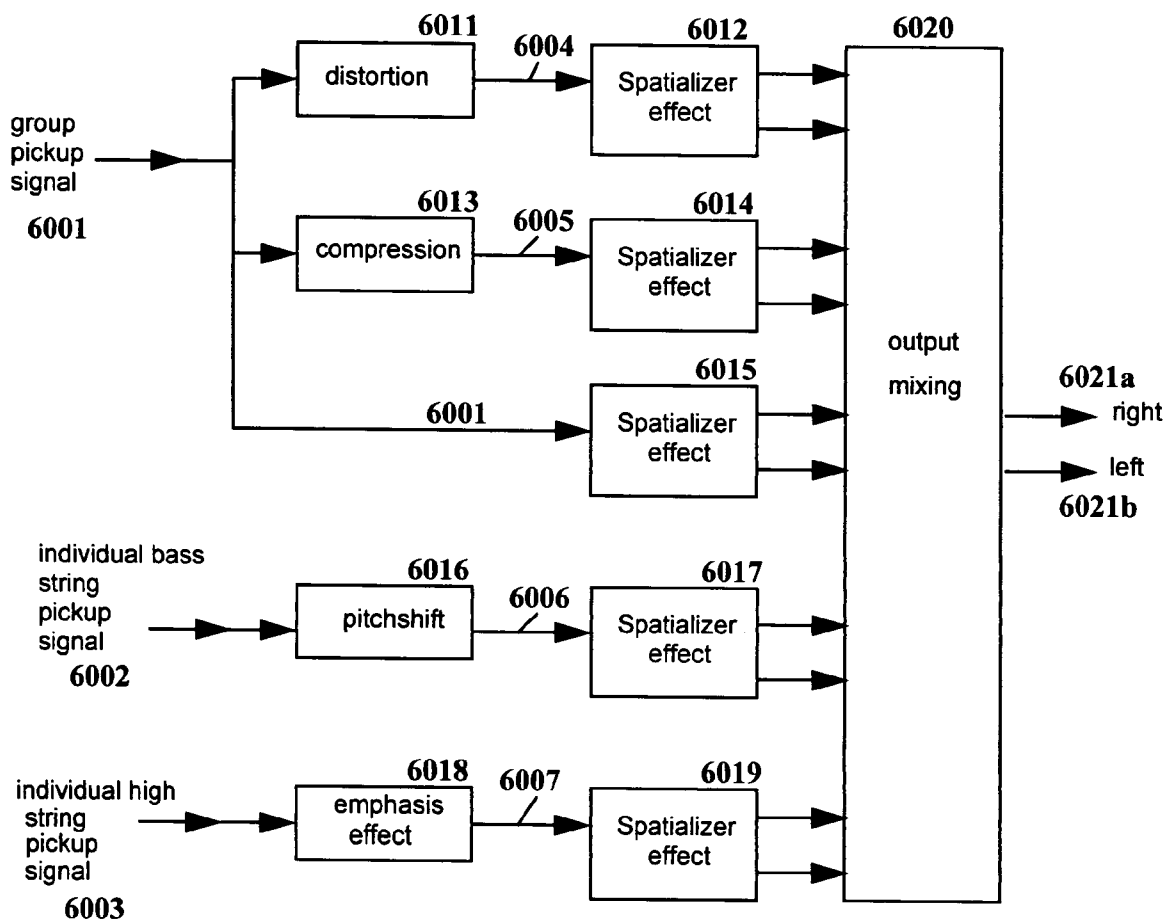 6011
6004
6012
6020
distortion
Spatializer
effect
group
pickup
signal
6001
6013
6005
6014
compression
Spatializer
effect
output
mixing
6015
6001
Spatializer
effect
6021a
right
left
6021b
individual bass
string
pickup
signal
6002
6016
6006
6017
pitchshift
Spatializer
effect
individual high
string
pickup
signal
6003
6018
6007
6019
emphasis
effect
Spatializer
effect